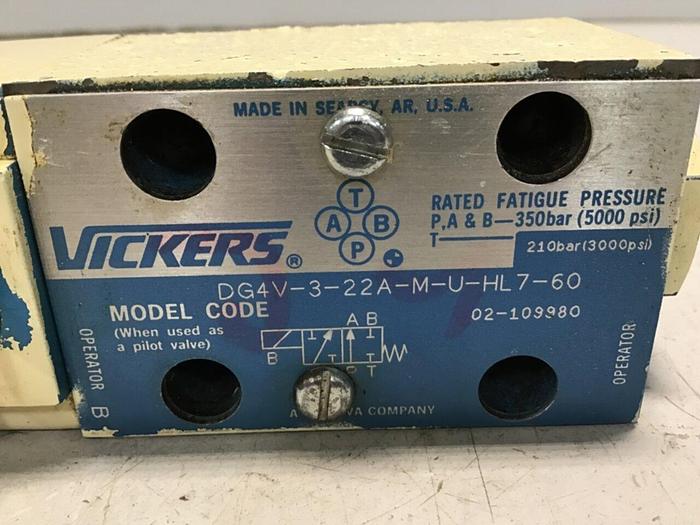 MADE IN SEARCY, AR, U.S.A.
T
A B
P
VICKERS®
RATED FATIGUE PRESSURE
P,A & B—350bar (5000 psi)
T— 210bar(3000psi)
DG4V-3-22A-M-U-HL7-60
MODEL CODE
02-109980
(When used as
a pilot valve)
A B
B
P T
OPERATOR B
OPERATOR
A VA COMPANY